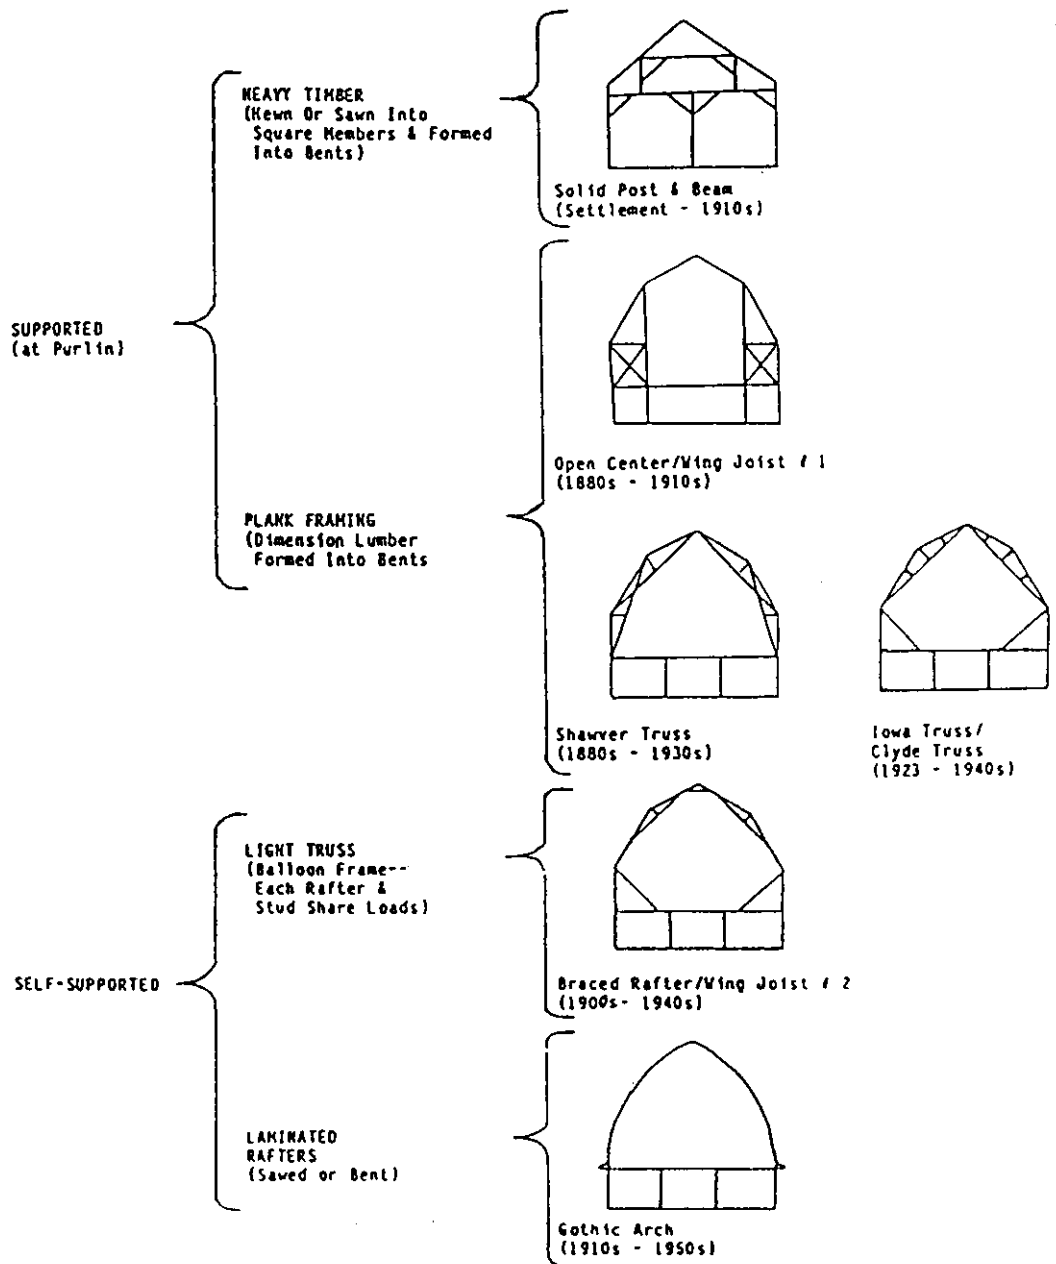 HEAVY TIMBER
(Hewn Or Sawn Into
Square Members & Formed
Into Bents)
Solid Post & Beam
(Settlement - 1910s)
SUPPORTED
(at Purlin)
Open Center/Wing Joist # 1
(1880s - 1910s)
PLANK FRAMING
(Dimension Lumber
Formed Into Bents
Shawver Truss
(1880s - 1930s)
Iowa Truss/
Clyde Truss
(1923 - 1940s)
LIGHT TRUSS
(Balloon Frame--
Each Rafter &
Stud Share Loads)
SELF-SUPPORTED
Braced Rafter/Wing Joist # 2
(1900s- 1940s)
LAMINATED
RAFTERS
(Sawed or Bent)
Gothic Arch
(1910s - 1950s)